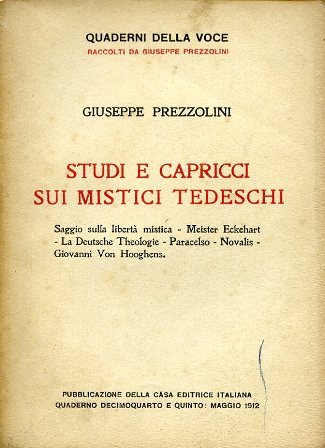 QUADERNI DELLA VOCE
RACCOLTI DA GIUSEPPE PREZZOLINI
GIUSEPPE PREZZOLINI
STUDI E CAPRICCI
SUI MISTICI TEDESCHI
Saggio sulla libertà mistica - Meister Eckehart
- La Deutsche Theologie - Paracelso - Novalis -
Giovanni Von Hooghens.
PUBBLICAZIONE DELLA CASA EDITRICE ITALIANA
QUADERNO DECIMOQUARTO E QUINTO: MAGGIO 1912